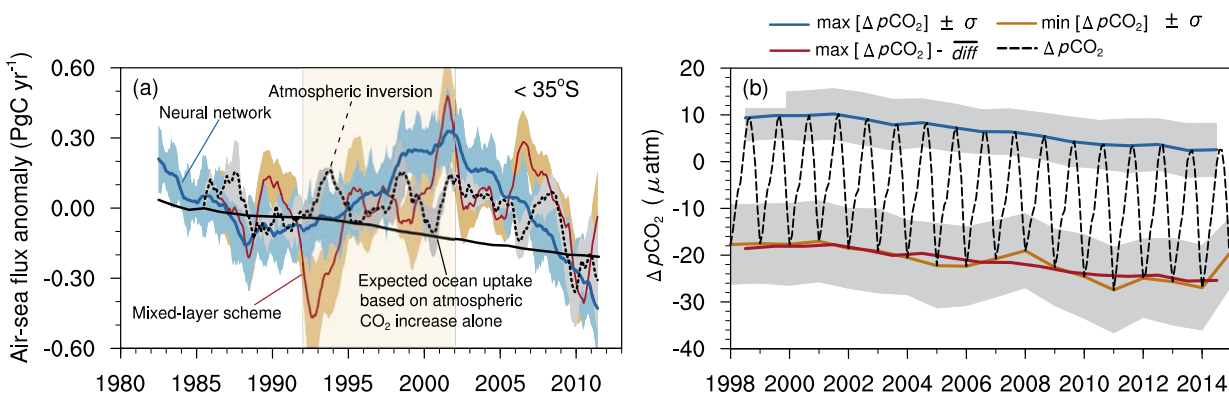 (a)
< 35°S
Neural network
Atmospheric inversion
Mixed-layer scheme
Expected ocean uptake
based on atmospheric
CO₂ increase alone
Air-sea flux anomaly (PgC yr⁻¹)
0.60
0.30
0.00
-0.30
-0.60
1980 1985 1990 1995 2000 2005 2010
max [Δ pCO₂] ± σ
min [Δ pCO₂] ± σ
max [Δ pCO₂] - diff
Δ pCO₂
(b)
Δ pCO₂ (μ atm)
20
10
0
-10
-20
-30
-40
1998 2000 2002 2004 2006 2008 2010 2012 2014